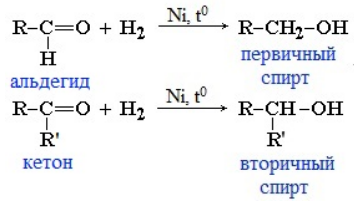 R–C=O + H₂ Ni, t⁰ R–CH₂–OH
H
альдегид
первичный
спирт
R–C=O + H₂ Ni, t⁰ R–CH–OH
R' R'
кетон
вторичный
спирт